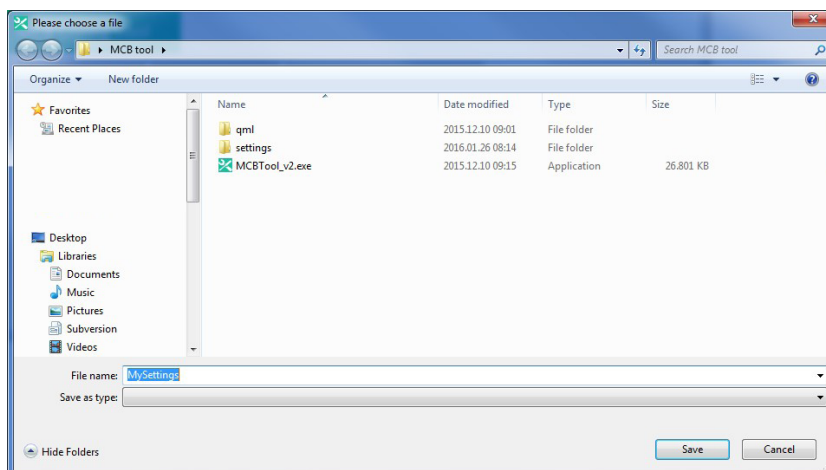 Please choose a file
MCB tool
Search MCB tool
Organize
New folder
Favorites
Recent Places
Desktop
Libraries
Documents
Music
Pictures
Subversion
Videos
Name Date modified Type Size
qml 2015.12.10 09:01 File folder
settings 2016.01.26 08:14 File folder
MCBTool_v2.exe 2015.12.10 09:15 Application 26.801 KB
File name: MySettings
Save as type:
Hide Folders
Save
Cancel